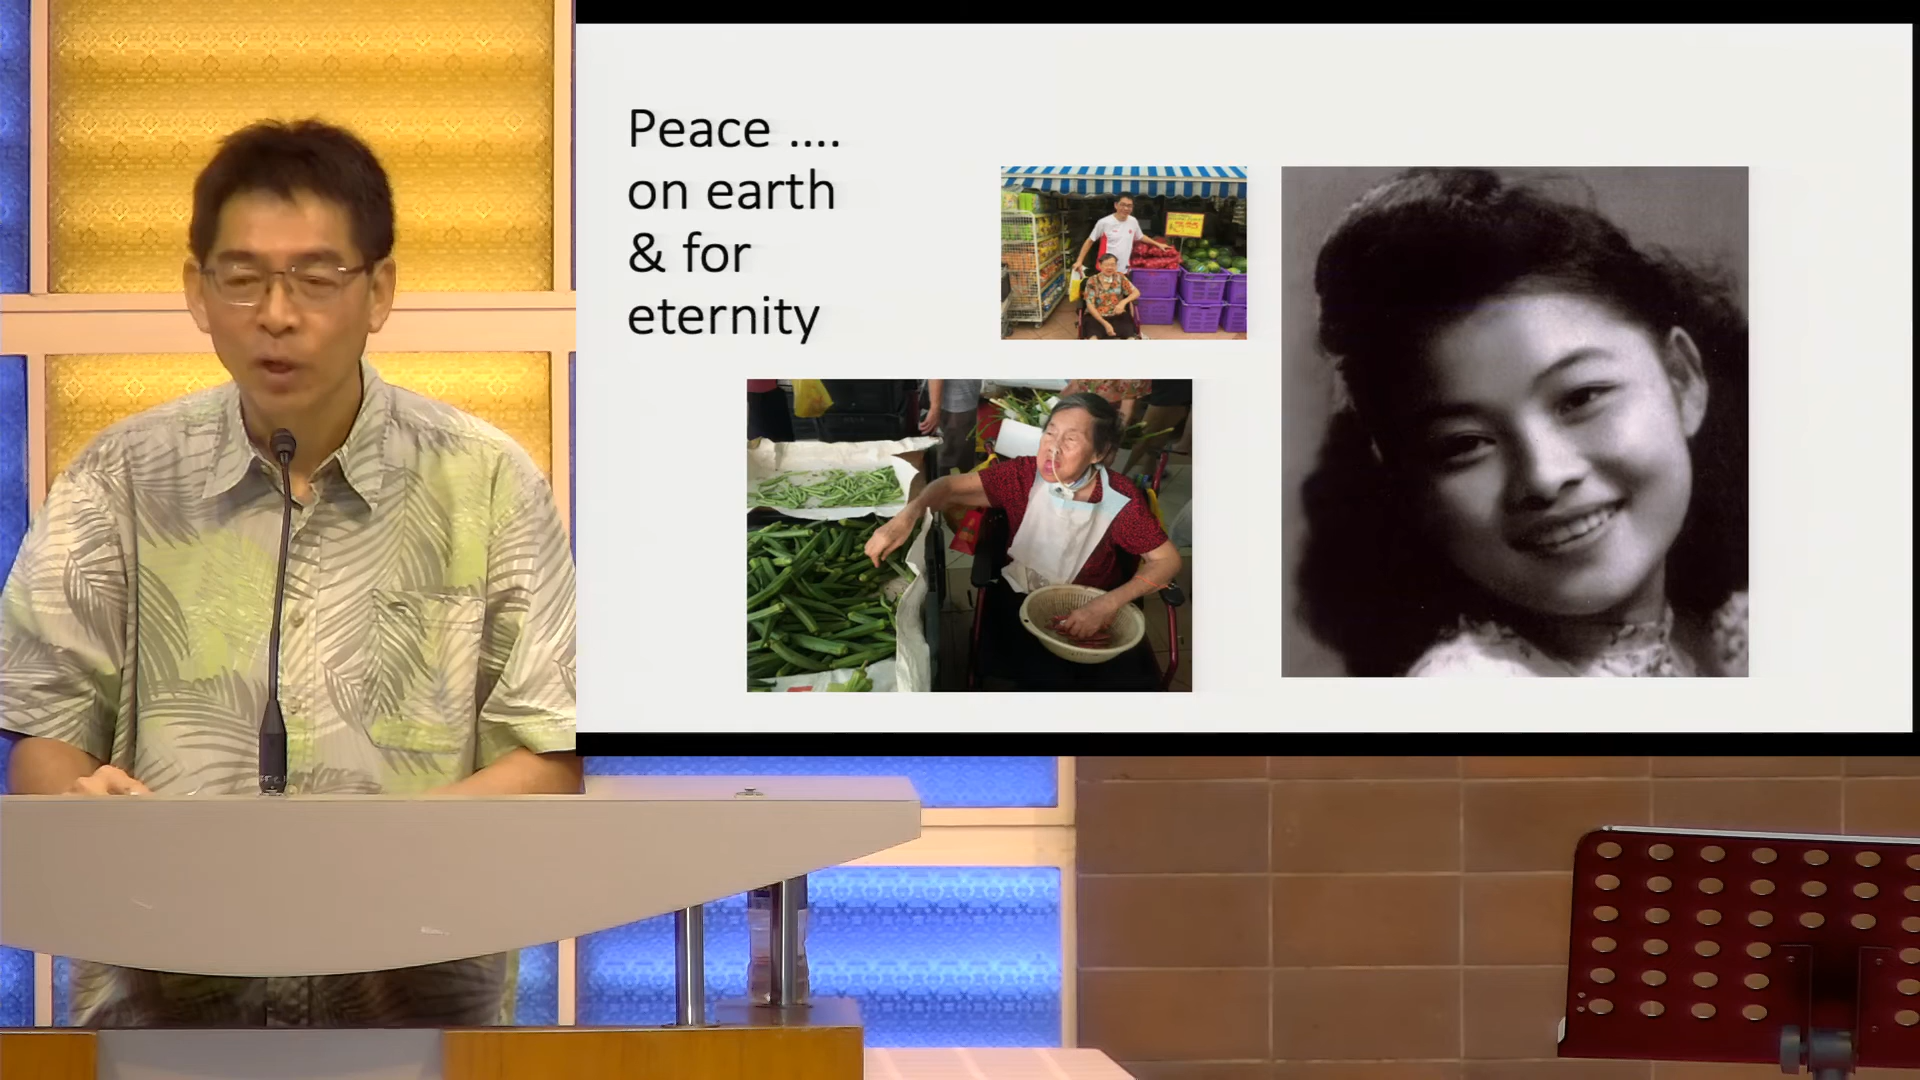 Peace ....
on earth
& for
eternity